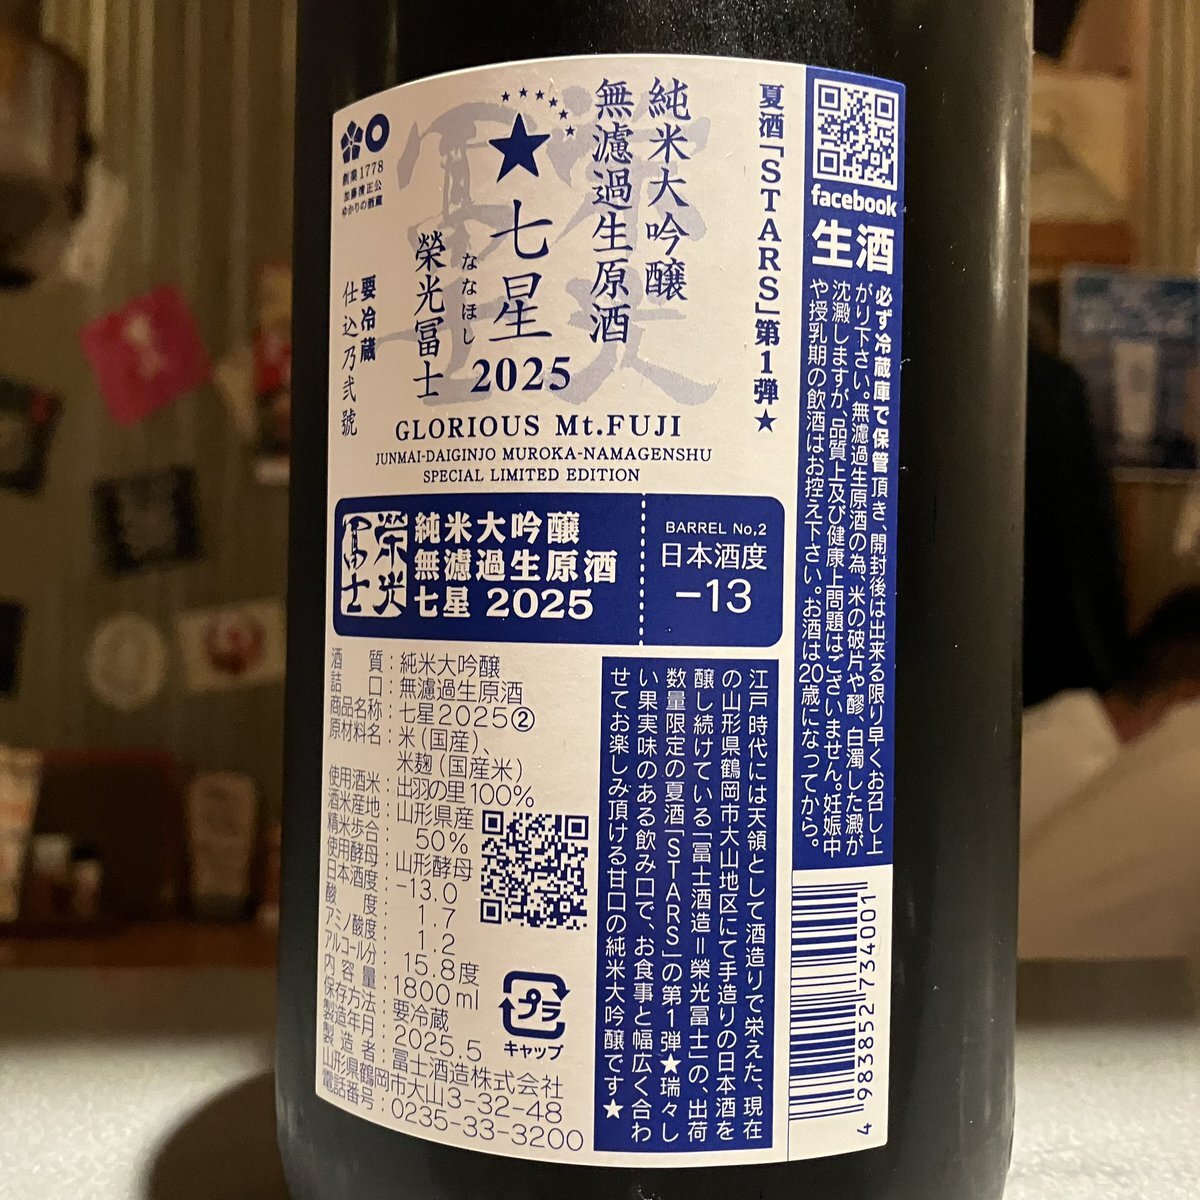 夏酒「STARS」第1弾★
純米大吟醸
無濾過生原酒
★七星
ななほし
2025
榮光冨士
要冷蔵
仕込乃弐號
創業1778
加藤清正公
ゆかりの酒蔵
GLORIOUS Mt.FUJI
JUNMAI-DAIGINJO MUROKA-NAMAGENSHU
SPECIAL LIMITED EDITION
榮光
冨士
純米大吟醸
無濾過生原酒
七星 2025
BARREL No,2
日本酒度
−13
酒質：純米大吟醸
詰口：無濾過生原酒
商品名称：七星2025②
原材料名：米(国産)、
米麹(国産米)
使用酒米：出羽の里100%
酒米産地：山形県産
精米歩合：50%
使用酵母：山形酵母
日本酒度：-13.0
酸度：1.7
アミノ酸度：1.2
アルコール分：15.8度
内容量：1800ml
保存方法：要冷蔵
製造年月：2025.5
製造者：冨士酒造株式会社
山形県鶴岡市大山3-32-48
電話番号：0235-33-3200
プラ
キャップ
江戸時代には天領として酒造りで栄えた、現在
の山形県鶴岡市大山地区にて手造りの日本酒を
醸し続けている「冨士酒造＝榮光冨士」の、出荷
数量限定の夏酒「STARS」の第1弾★瑞々し
い果実味のある飲み口で、お食事と幅広く合わ
せてお楽しみ頂ける甘口の純米大吟醸です★
facebook
生酒
必ず冷蔵庫で保管頂き、開封後は出来る限り早くお召し上
がり下さい。無濾過生原酒の為、米の破片や醪、白濁した澱が
沈澱しますが、品質上及び健康上問題はございません。妊娠中
や授乳期の飲酒はお控え下さい。お酒は20歳になってから。
4 983852 734001